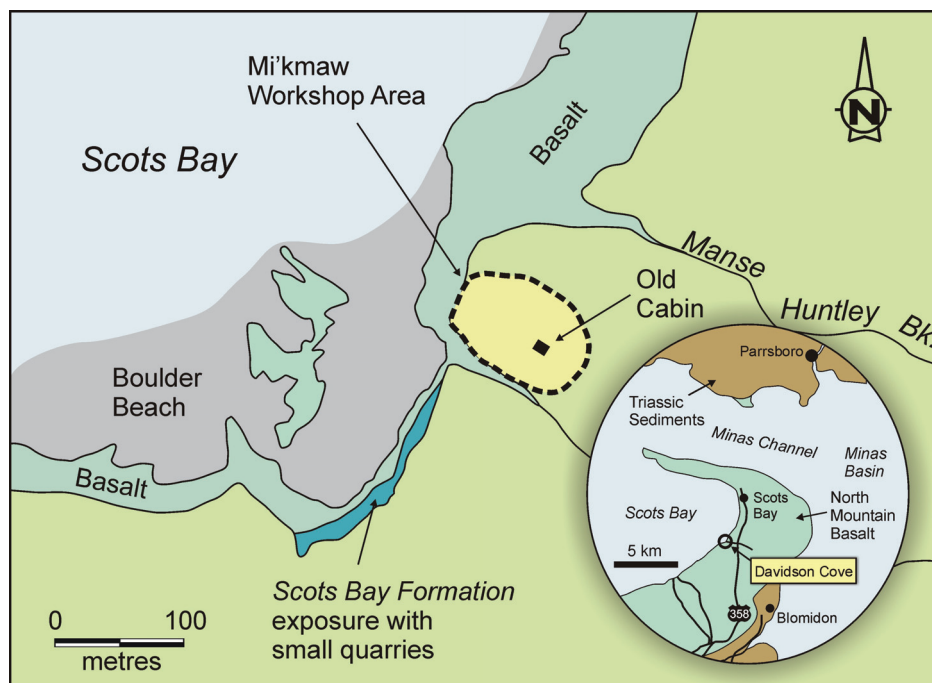 Mi'kmaw
Workshop Area
Scots Bay
Basalt
N
Manse
Huntley
Bk.
Old
Cabin
Boulder
Beach
Basalt
Scots Bay Formation
exposure with
small quarries
0 100
metres
Parrsboro
Triassic
Sediments
Minas Channel
Minas
Basin
Scots
Bay
Scots Bay
North
Mountain
Basalt
5 km
Davidson Cove
358
Blomidon